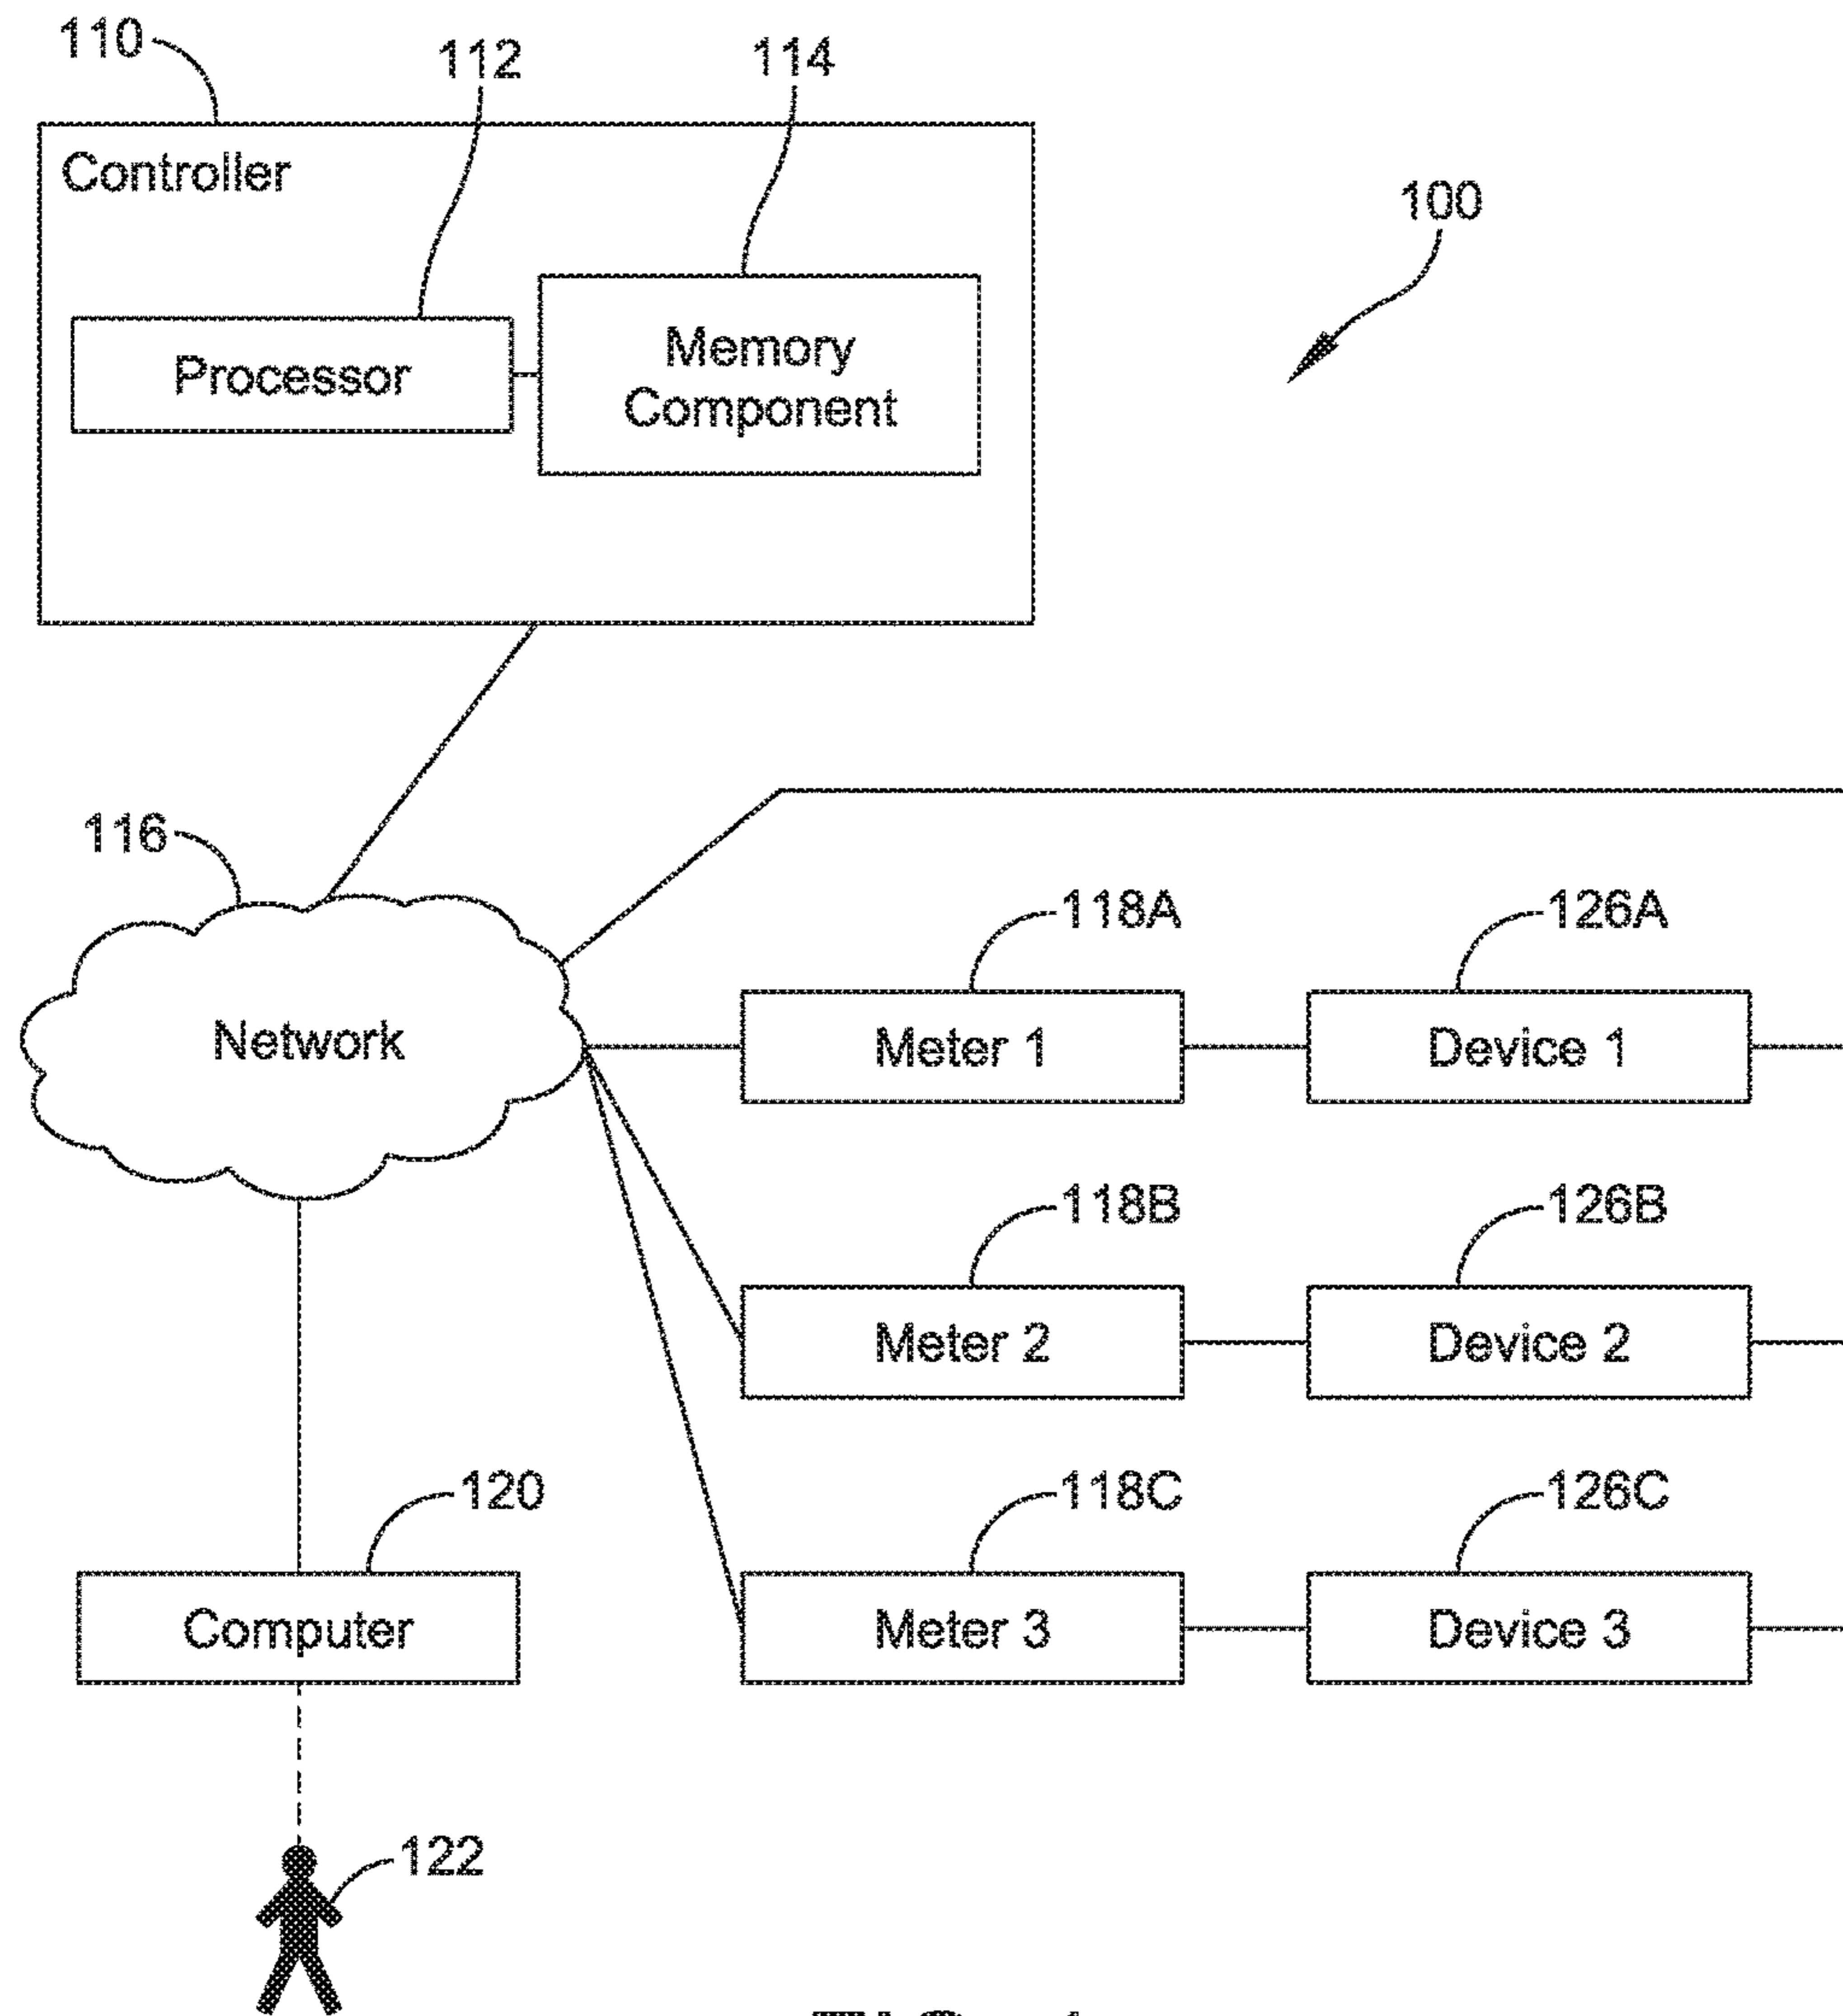 110
112
114
Controller
100
Processor
Memory
Component
116
118A
126A
Network
Meter 1
Device 1
118B
126B
Meter 2
Device 2
120
118C
126C
Computer
Meter 3
Device 3
122